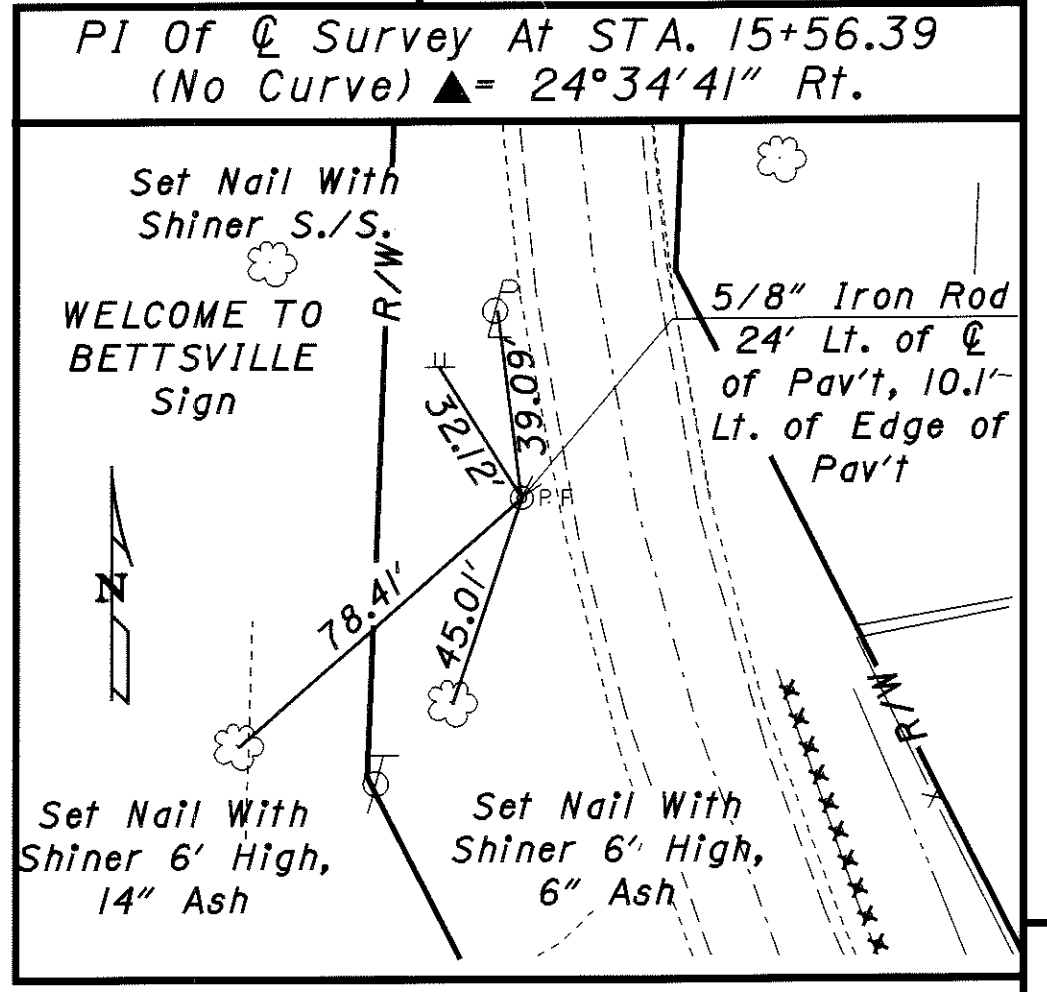 PI Of ℄ Survey At STA. 15+56.39
(No Curve) ▲= 24°34'41" Rt.
Set Nail With
Shiner S./S.
R/W
WELCOME TO
BETTSVILLE
Sign
5/8" Iron Rod
24' Lt. of ℄
of Pav't, 10.1'
Lt. of Edge of
Pav't
39.09'
32.12'
P.F
N
78.41'
45.01'
R/W
Set Nail With
Shiner 6' High,
14" Ash
Set Nail With
Shiner 6' High,
6" Ash